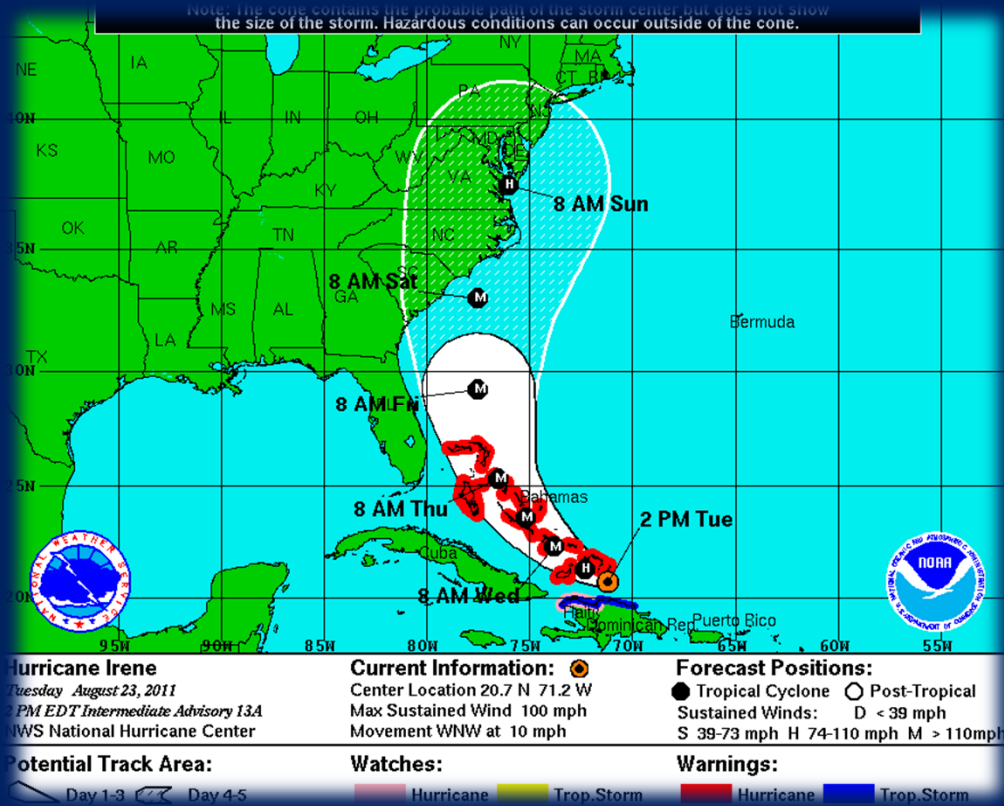 Note: The cone contains the probable path of the storm center but does not show
the size of the storm. Hazardous conditions can occur outside of the cone.
NY
MA
NE
IA
CT
PA
NJ
40N
IL
IN
OH
MD
DE
KS
MO
WV
VA
H
KY
8 AM Sun
OK
TN
NC
35N
AR
SC
8 AM Sat
GA
M
MS
AL
Bermuda
LA
TX
30N
M
8 AM Fri
25N
M
Bahamas
8 AM Thu
M
2 PM Tue
M
Cuba
H
NATIONAL WEATHER SERVICE
NOAA
8 AM Wed
20N
Haiti
Dominican Rep
Puerto Rico
95W 90W 85W 80W 75W 70W 65W 60W 55W
Hurricane Irene
Tuesday August 23, 2011
2 PM EDT Intermediate Advisory 13A
NWS National Hurricane Center
Current Information:
Center Location 20.7 N 71.2 W
Max Sustained Wind 100 mph
Movement WNW at 10 mph
Forecast Positions:
Tropical Cyclone Post-Tropical
Sustained Winds: D < 39 mph
S 39-73 mph H 74-110 mph M > 110mph
Potential Track Area:
Day 1-3 Day 4-5
Watches:
Hurricane Trop.Storm
Warnings:
Hurricane Trop.Storm